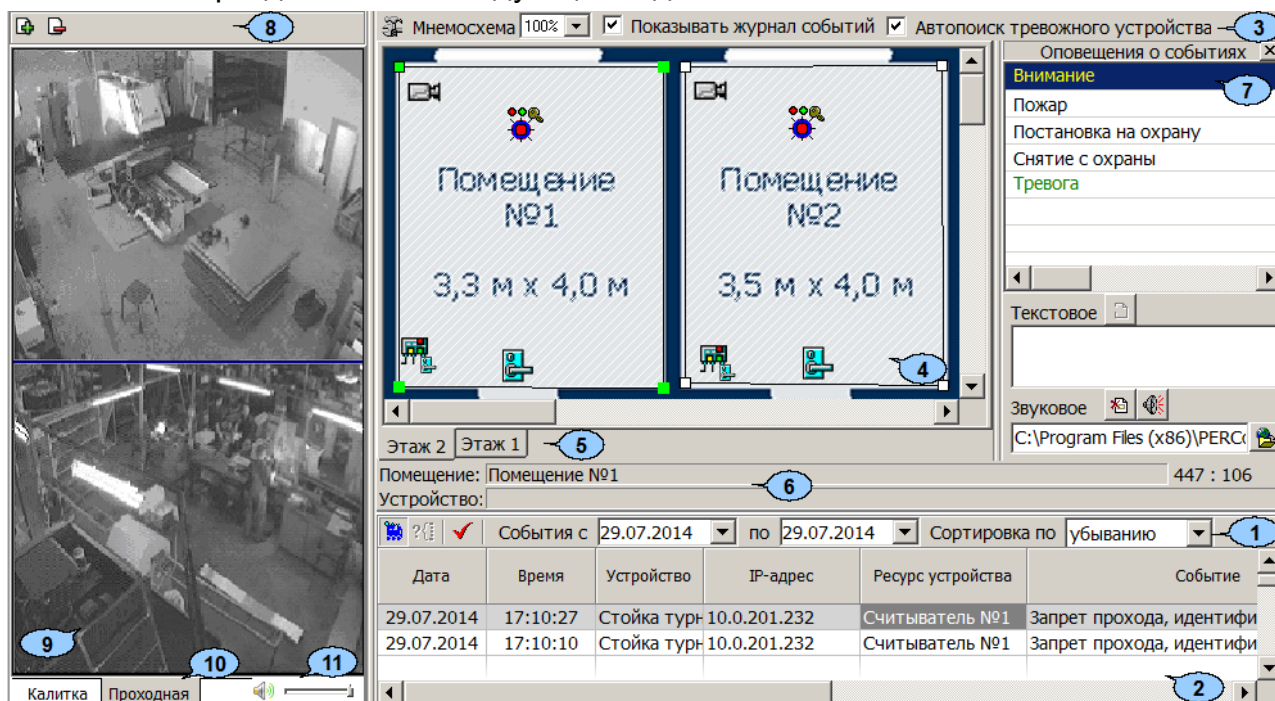 8
Мнемосхема 100% Показывать журнал событий Автопоиск тревожного устройства 3
Оповещения о событиях
Внимание
7
Пожар
Постановка на охрану
Снятие с охраны
Тревога
Помещение
№1
3,3 м х 4,0 м
Помещение
№2
3,5 м х 4,0 м
4
Текстовое
Звуковое
C:\Program Files (x86)\PERCo
Этаж 2 Этаж 1 5
Помещение: Помещение №1 447 : 106
Устройство: 6
События с 29.07.2014 по 29.07.2014 Сортировка по убыванию 1
Дата Время Устройство IP-адрес Ресурс устройства Событие
29.07.2014 17:10:27 Стойка турн 10.0.201.232 Считыватель №1 Запрет прохода, идентифи
29.07.2014 17:10:10 Стойка турн 10.0.201.232 Считыватель №1 Запрет прохода, идентифи
2
9
10 11
Калитка Проходная